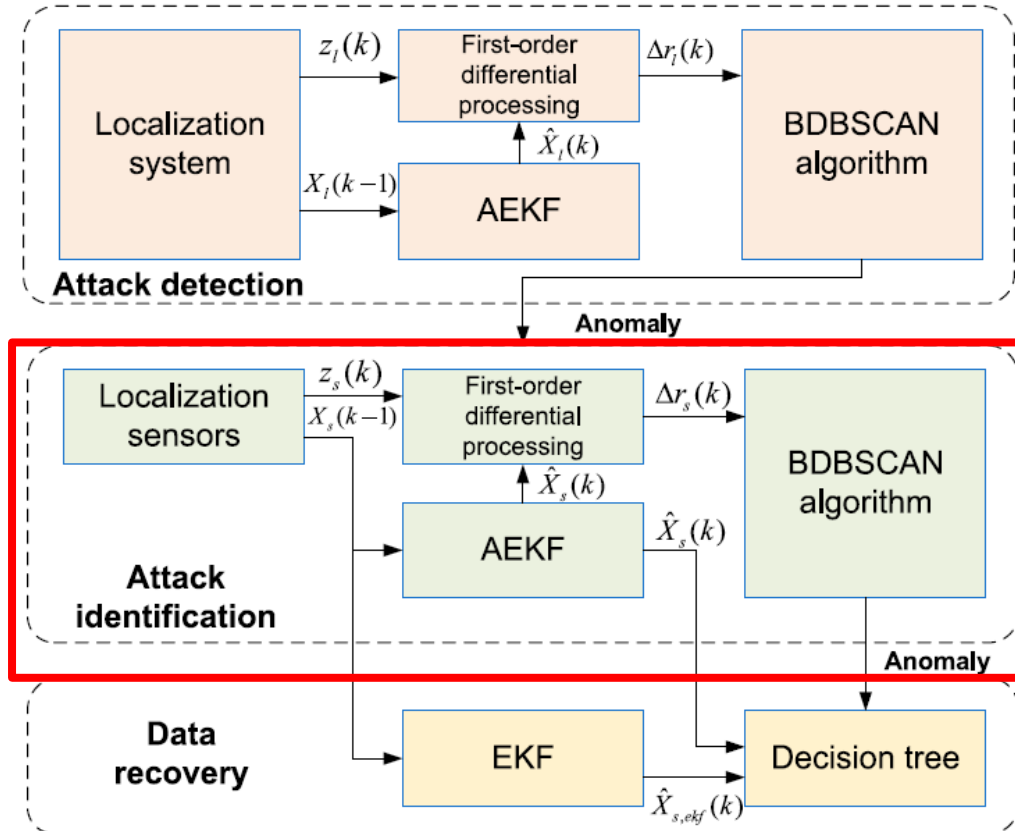 Localization
system
z_l(k)
X_l(k−1)
First-order
differential
processing
X̂_l(k)
AEKF
Δr_l(k)
BDBSCAN
algorithm
Attack detection
Anomaly
Localization
sensors
z_s(k)
X_s(k−1)
First-order
differential
processing
X̂_s(k)
AEKF
Δr_s(k)
X̂_s(k)
BDBSCAN
algorithm
Attack
identification
Anomaly
Data
recovery
EKF
X̂_{s,ekf}(k)
Decision tree